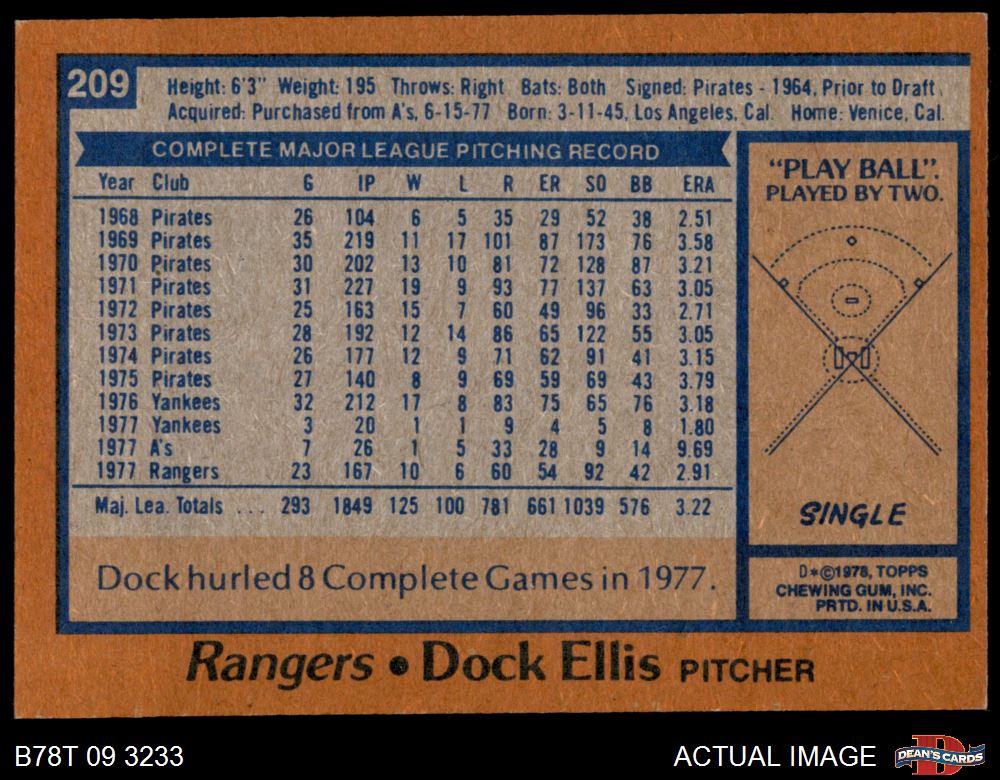 209
Height: 6'3" Weight: 195 Throws: Right Bats: Both Signed: Pirates - 1964, Prior to Draft
Acquired: Purchased from A's, 6-15-77 Born: 3-11-45, Los Angeles, Cal. Home: Venice, Cal.
COMPLETE MAJOR LEAGUE PITCHING RECORD
Year Club G IP W L R ER SO BB ERA
1968 Pirates 26 104 6 5 35 29 52 38 2.51
1969 Pirates 35 219 11 17 101 87 173 76 3.58
1970 Pirates 30 202 13 10 81 72 128 87 3.21
1971 Pirates 31 227 19 9 93 77 137 63 3.05
1972 Pirates 25 163 15 7 60 49 96 33 2.71
1973 Pirates 28 192 12 14 86 65 122 55 3.05
1974 Pirates 26 177 12 9 71 62 91 41 3.15
1975 Pirates 27 140 8 9 69 59 69 43 3.79
1976 Yankees 32 212 17 8 83 75 65 76 3.18
1977 Yankees 3 20 1 1 9 4 5 8 1.80
1977 A's 7 26 1 5 33 28 9 14 9.69
1977 Rangers 23 167 10 6 60 54 92 42 2.91
Maj. Lea. Totals ... 293 1849 125 100 781 661 1039 576 3.22
Dock hurled 8 Complete Games in 1977.
"PLAY BALL".
PLAYED BY TWO.
SINGLE
D*©1978, TOPPS
CHEWING GUM, INC.
PRTD. IN U.S.A.
Rangers • Dock Ellis PITCHER
B78T 09 3233
ACTUAL IMAGE
DEAN'S CARDS